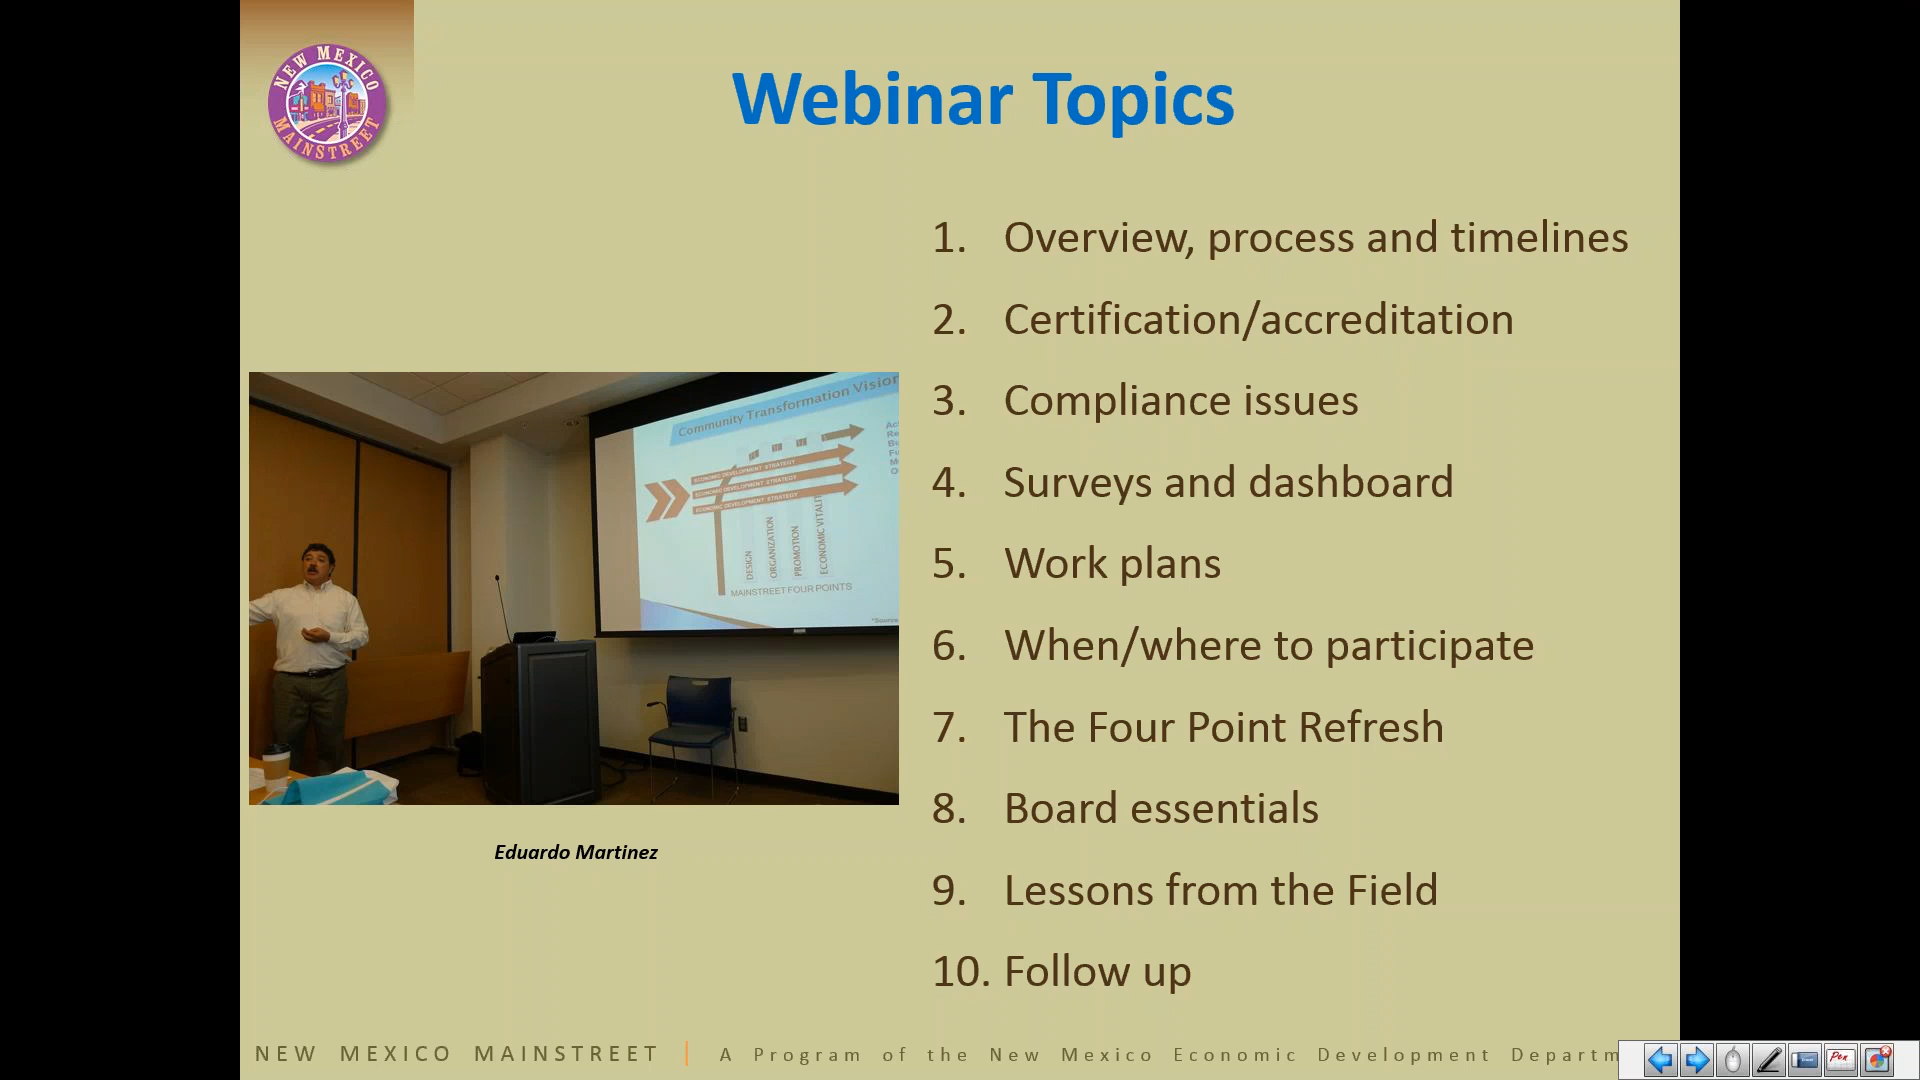 NEW MEXICO
MAINSTREET
Webinar Topics
1. Overview, process and timelines
2. Certification/accreditation
3. Compliance issues
4. Surveys and dashboard
5. Work plans
6. When/where to participate
7. The Four Point Refresh
8. Board essentials
9. Lessons from the Field
10. Follow up
Community Transformation Vision
ECONOMIC DEVELOPMENT STRATEGY
ECONOMIC DEVELOPMENT STRATEGY
ECONOMIC DEVELOPMENT STRATEGY
DESIGN
ORGANIZATION
PROMOTION
ECONOMIC VITALI
MAINSTREET FOUR POINTS
*Source
Eduardo Martinez
NEW MEXICO MAINSTREET | A Program of the New Mexico Economic Development Departm
Pen